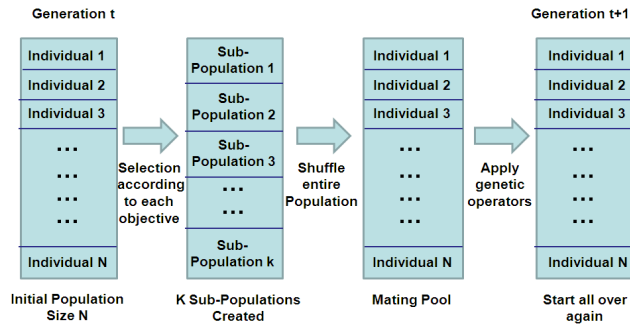 Generation t
Generation t+1
Individual 1
Individual 2
Individual 3
...
...
...
...
Individual N
Initial Population
Size N
Selection
according
to each
objective
Sub-
Population 1
Sub-
Population 2
Sub-
Population 3
...
...
Sub-
Population k
K Sub-Populations
Created
Shuffle
entire
Population
Individual 1
Individual 2
Individual 3
...
...
...
...
Individual N
Mating Pool
Apply
genetic
operators
Individual 1
Individual 2
Individual 3
...
...
...
...
Individual N
Start all over
again